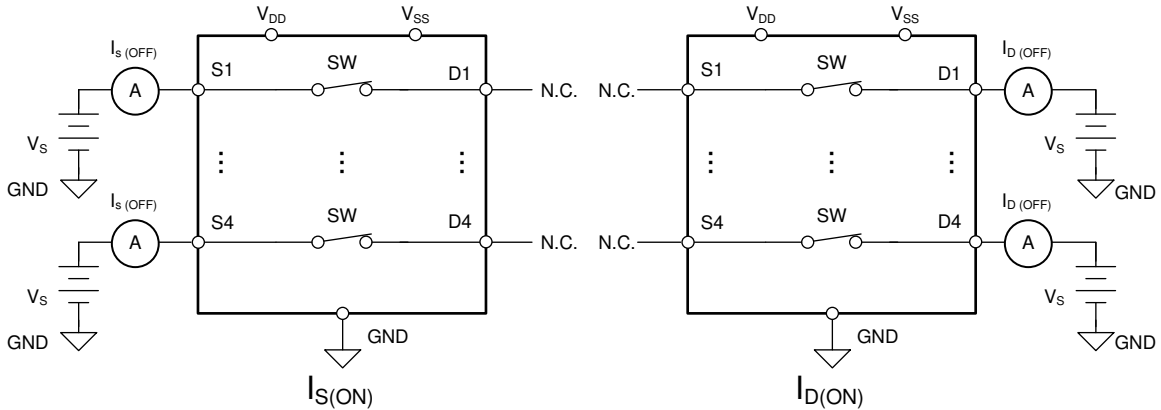 V_DD V_SS
I_s (OFF)
S1 SW D1
A
N.C.
V_S
GND
⋮ ⋮ ⋮
I_s (OFF)
S4 SW D4
A
N.C.
V_S
GND
GND
I_S(ON)
V_DD V_SS
I_D (OFF)
S1 SW D1
N.C.
A
V_S
GND
⋮ ⋮ ⋮
I_D (OFF)
S4 SW D4
N.C.
A
V_S
GND
GND
I_D(ON)